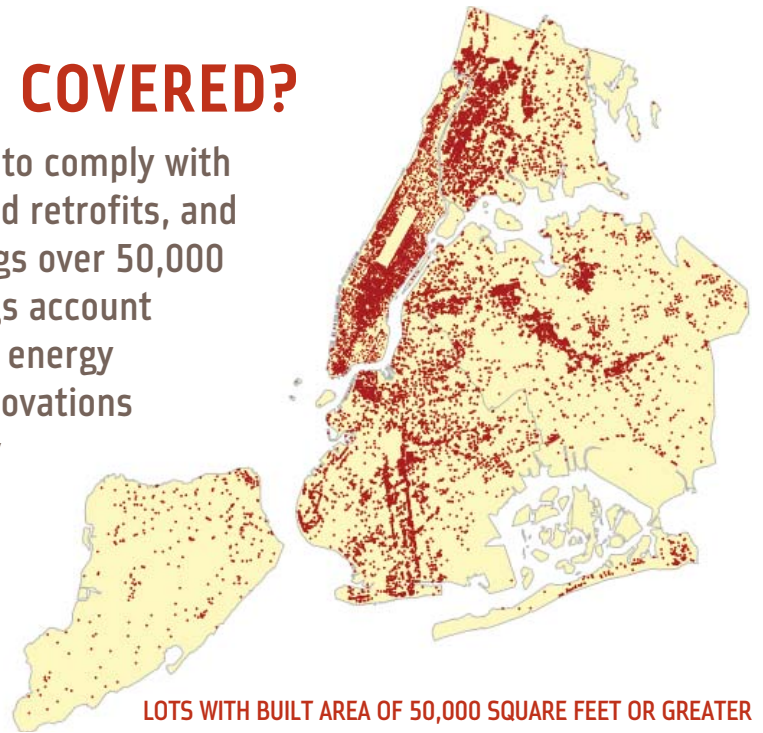 COVERED?
to comply with
d retrofits, and
gs over 50,000
s account
energy
ovations
LOTS WITH BUILT AREA OF 50,000 SQUARE FEET OR GREATER